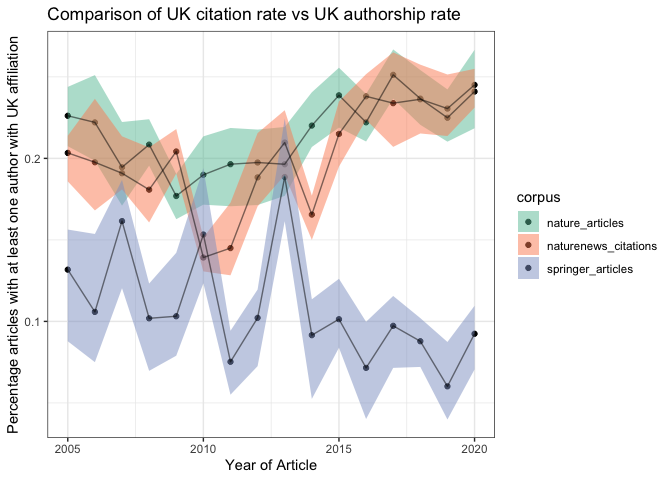 Comparison of UK citation rate vs UK authorship rate
Percentage articles with at least one author with UK affiliation
0.2
0.1
2005
2010
2015
2020
Year of Article
corpus
nature_articles
naturenews_citations
springer_articles